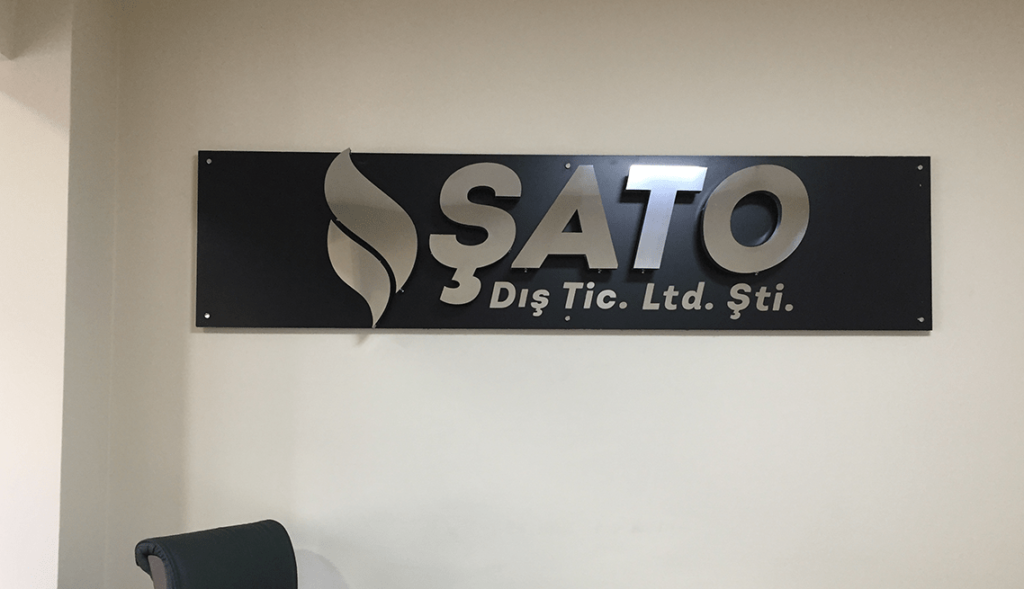 ŞATO
Dış Tic. Ltd. Şti.